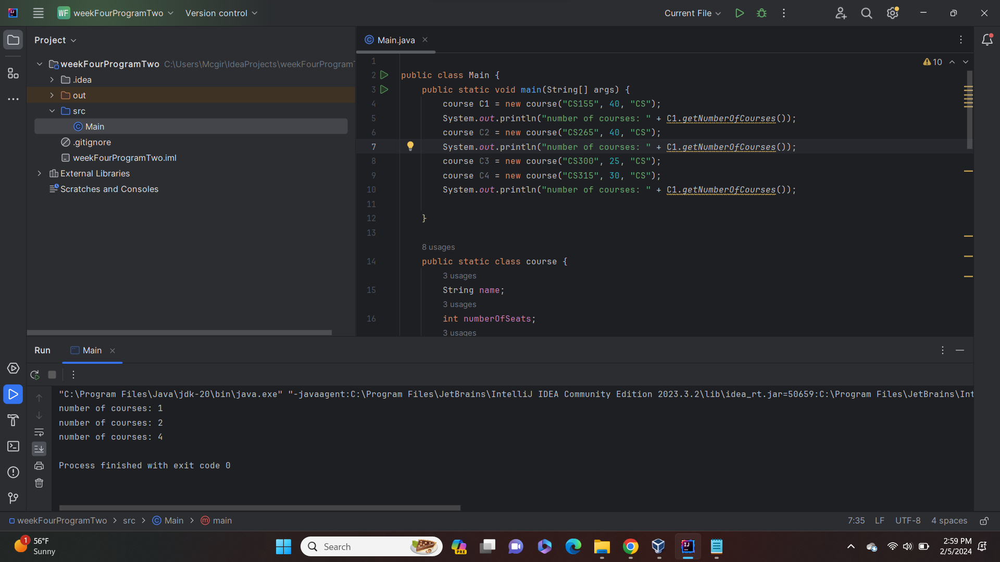 WF weekFourProgramTwo Version control Current File
Project
weekFourProgramTwo C:\Users\Mcgir\IdeaProjects\weekFourProgramT
.idea
out
src
Main
.gitignore
weekFourProgramTwo.iml
External Libraries
Scratches and Consoles
Main.java
10
1
2 public class Main {
3 public static void main(String[] args) {
4 course C1 = new course("CS155", 40, "CS");
5 System.out.println("number of courses: " + C1.getNumberOfCourses());
6 course C2 = new course("CS265", 40, "CS");
7 System.out.println("number of courses: " + C1.getNumberOfCourses());
8 course C3 = new course("CS300", 25, "CS");
9 course C4 = new course("CS315", 30, "CS");
10 System.out.println("number of courses: " + C1.getNumberOfCourses());
11
12 }
13
8 usages
14 public static class course {
3 usages
15 String name;
3 usages
16 int numberOfSeats;
3 usages
Run Main
"C:\Program Files\Java\jdk-20\bin\java.exe" "-javaagent:C:\Program Files\JetBrains\IntelliJ IDEA Community Edition 2023.3.2\lib\idea_rt.jar=50659:C:\Program Files\JetBrains\Int
number of courses: 1
number of courses: 2
number of courses: 4
Process finished with exit code 0
weekFourProgramTwo > src > Main > main 7:35 LF UTF-8 4 spaces
1
56°F
Sunny
Search
PRE
IJ
2:59 PM
2/5/2024